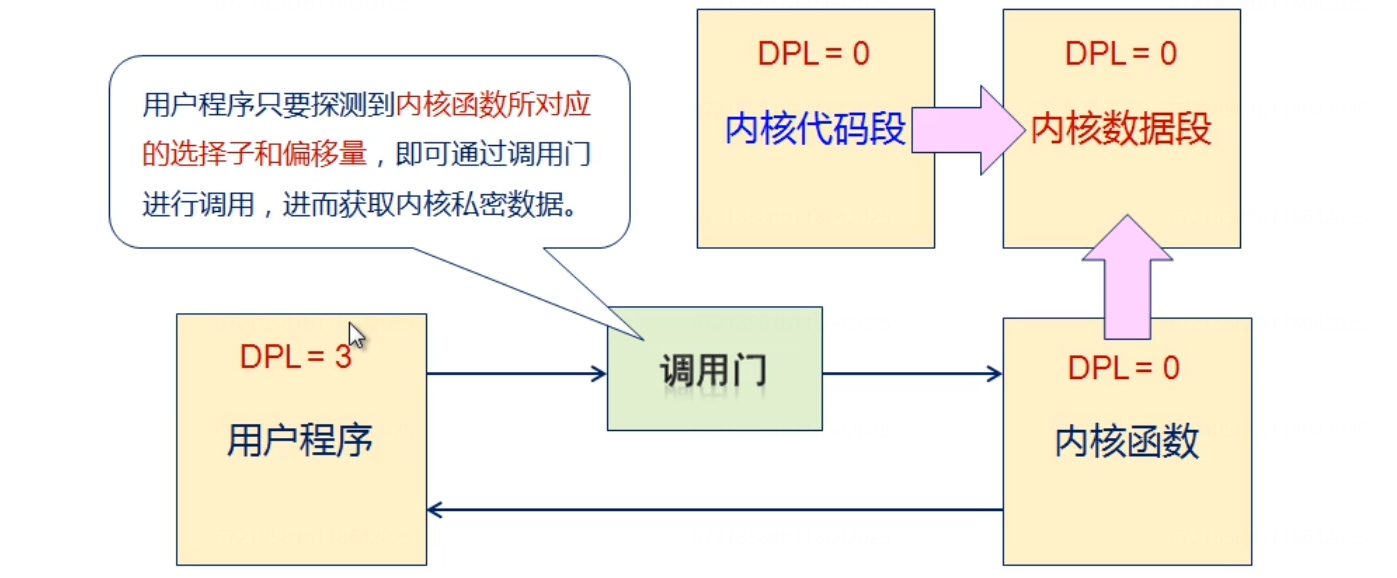 用户程序只要探测到内核函数所对应
的选择子和偏移量，即可通过调用门
进行调用，进而获取内核私密数据。
DPL = 0
内核代码段
DPL = 0
内核数据段
DPL = 3
用户程序
调用门
DPL = 0
内核函数